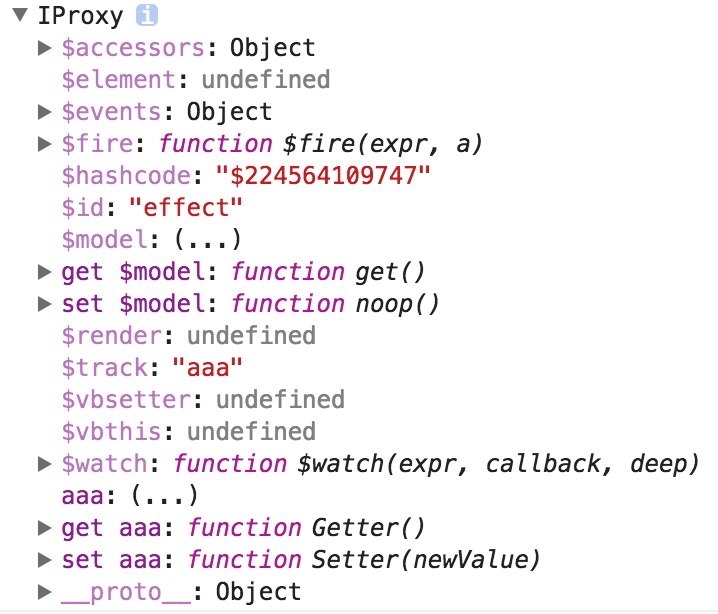 IProxy i
$accessors: Object
$element: undefined
$events: Object
$fire: function $fire(expr, a)
$hashcode: "$224564109747"
$id: "effect"
$model: (...)
get $model: function get()
set $model: function noop()
$render: undefined
$track: "aaa"
$vbsetter: undefined
$vbthis: undefined
$watch: function $watch(expr, callback, deep)
aaa: (...)
get aaa: function Getter()
set aaa: function Setter(newValue)
__proto__: Object